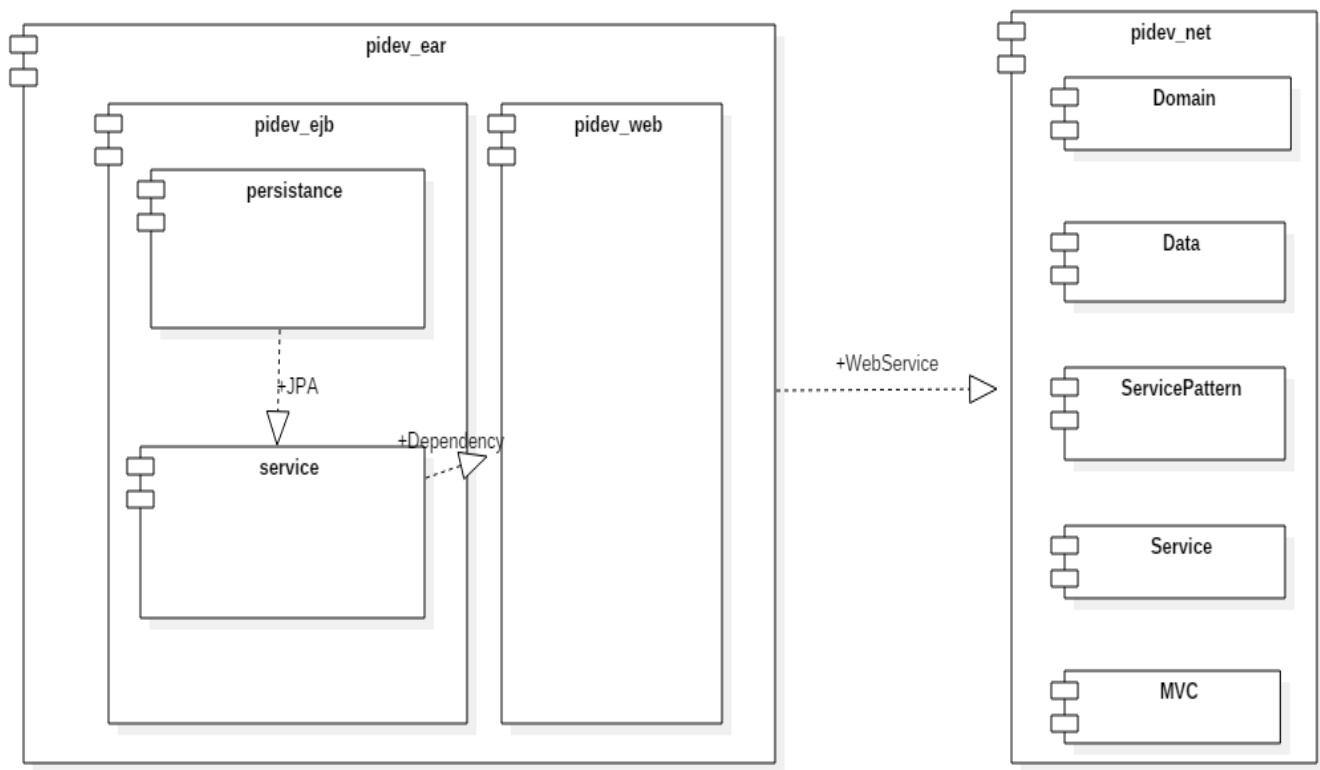 pidev_ear
pidev_ejb
persistance
+JPA
service
+Dependency
pidev_web
+WebService
pidev_net
Domain
Data
ServicePattern
Service
MVC